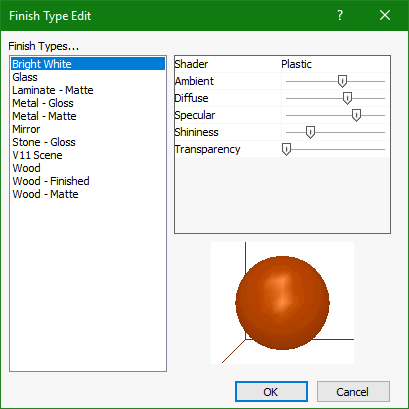 Finish Type Edit
Finish Types...
Bright White
Glass
Laminate - Matte
Metal - Gloss
Metal - Matte
Mirror
Stone - Gloss
V11 Scene
Wood
Wood - Finished
Wood - Matte
Shader Plastic
Ambient
Diffuse
Specular
Shininess
Transparency
OK Cancel